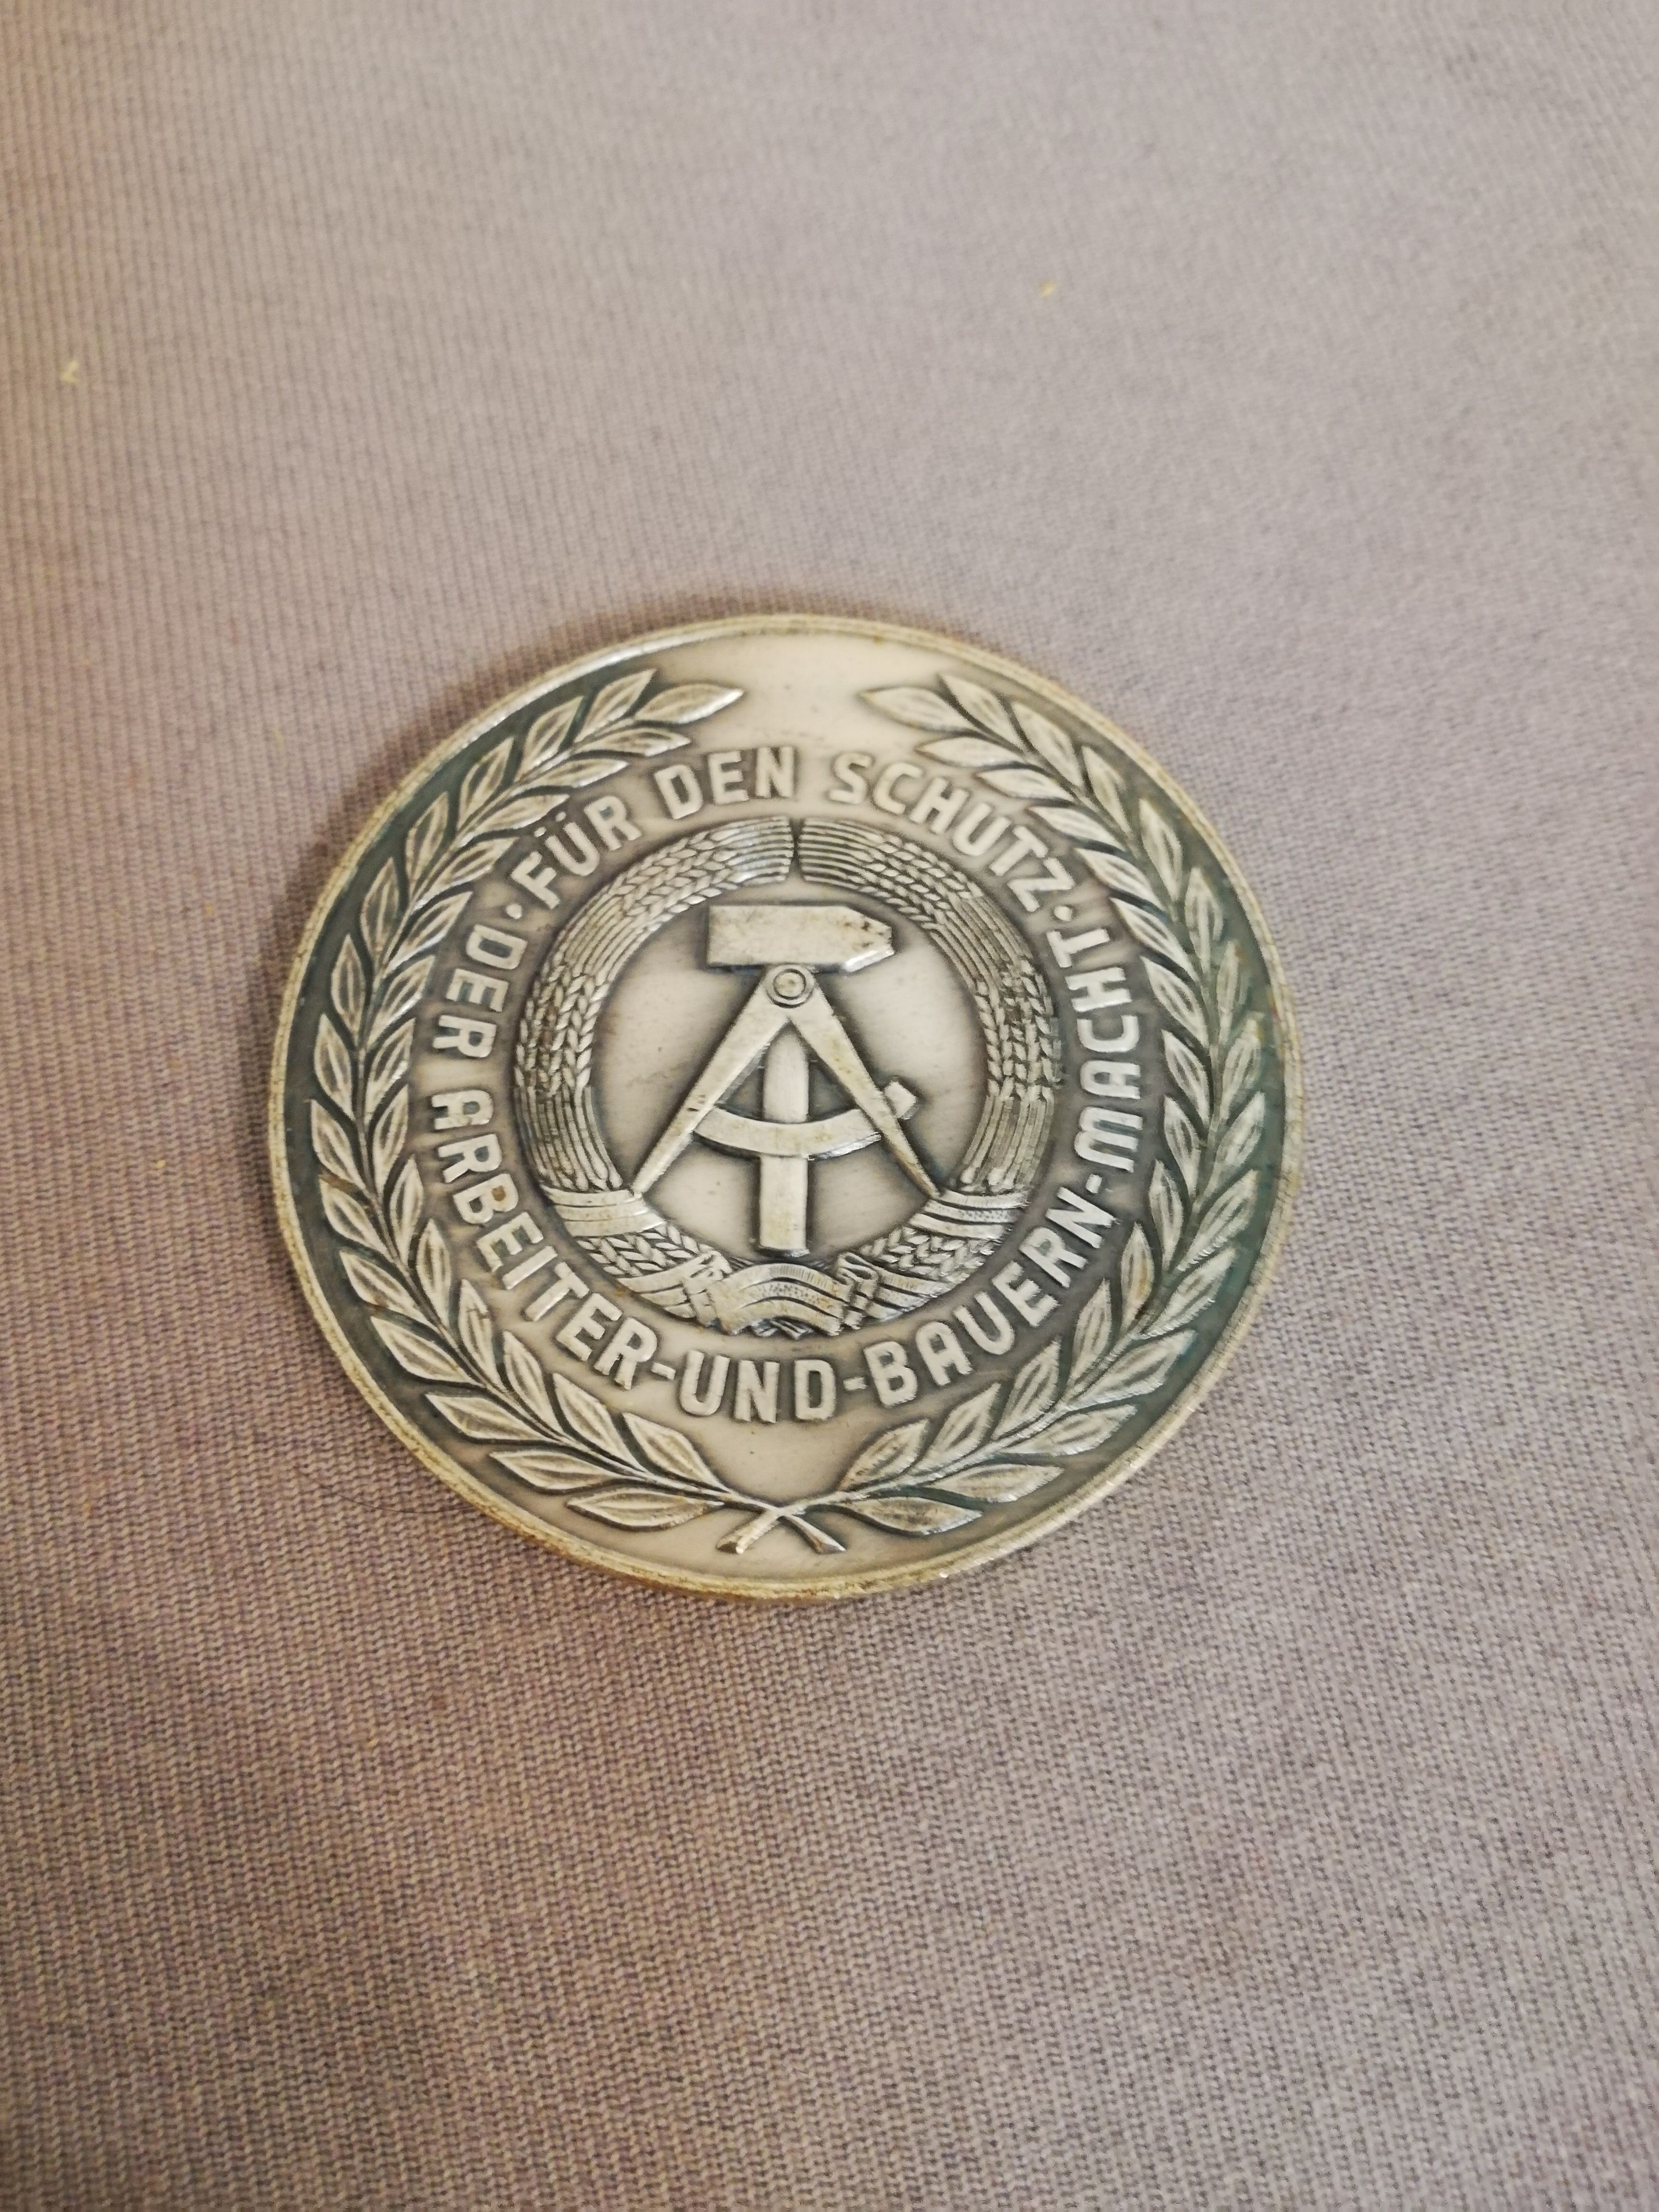 · FÜR DEN SCHUTZ ·
DER ARBEITER-UND-BAUERN-MACHT